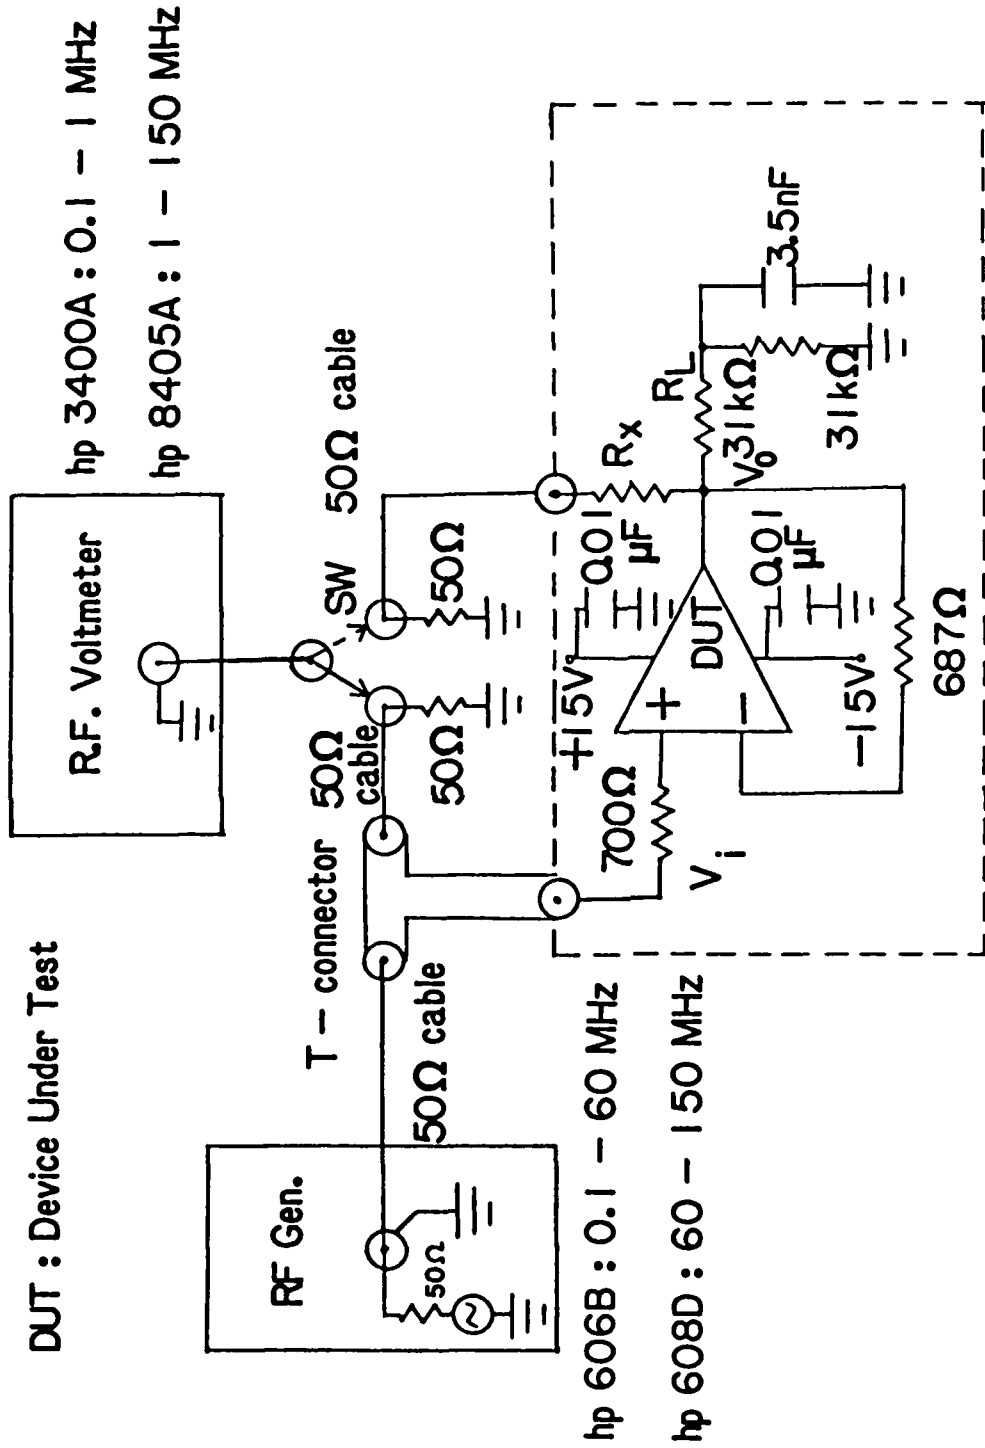 DUT : Device Under Test
hp 3400A : 0.1 - 1 MHz
hp 8405A : 1 - 150 MHz
R.F. Voltmeter
RF Gen.
50Ω
50Ω cable
T - connector
50Ω
cable
SW
50Ω cable
50Ω
50Ω
hp 606B : 0.1 - 60 MHz
hp 608D : 60 - 150 MHz
Vi
700Ω
+
-
DUT
+15V
0.01
µF
-15V
0.01
µF
Rx
Vo
RL
31kΩ
31kΩ
3.5nF
687Ω